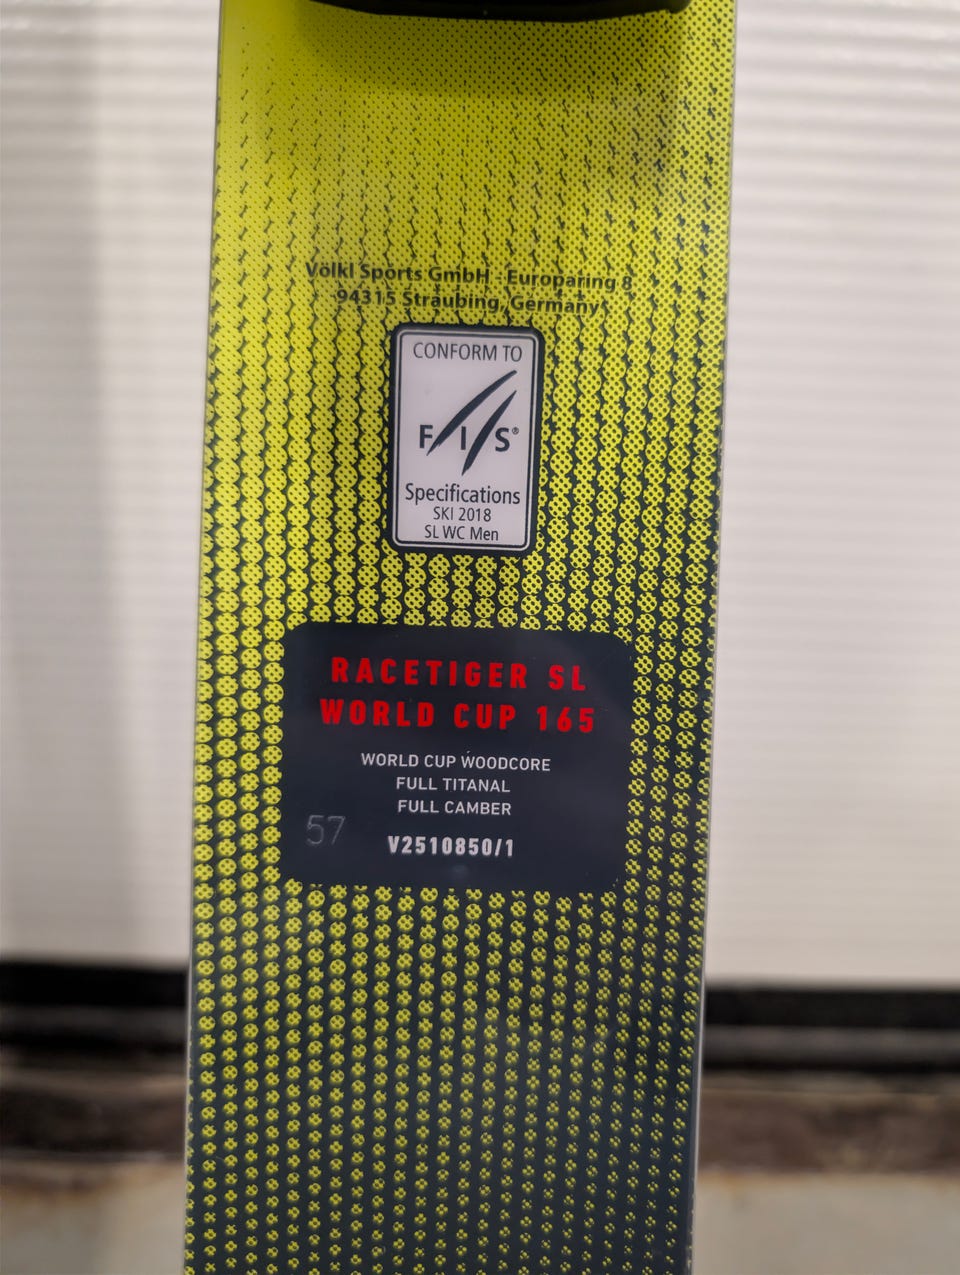 Völkl Sports GmbH - Europaring 8
94315 Straubing, Germany
CONFORM TO
FIS®
Specifications
SKI 2018
SL WC Men
RACETIGER SL
WORLD CUP 165
WORLD CUP WOODCORE
FULL TITANAL
FULL CAMBER
57
V2510850/1